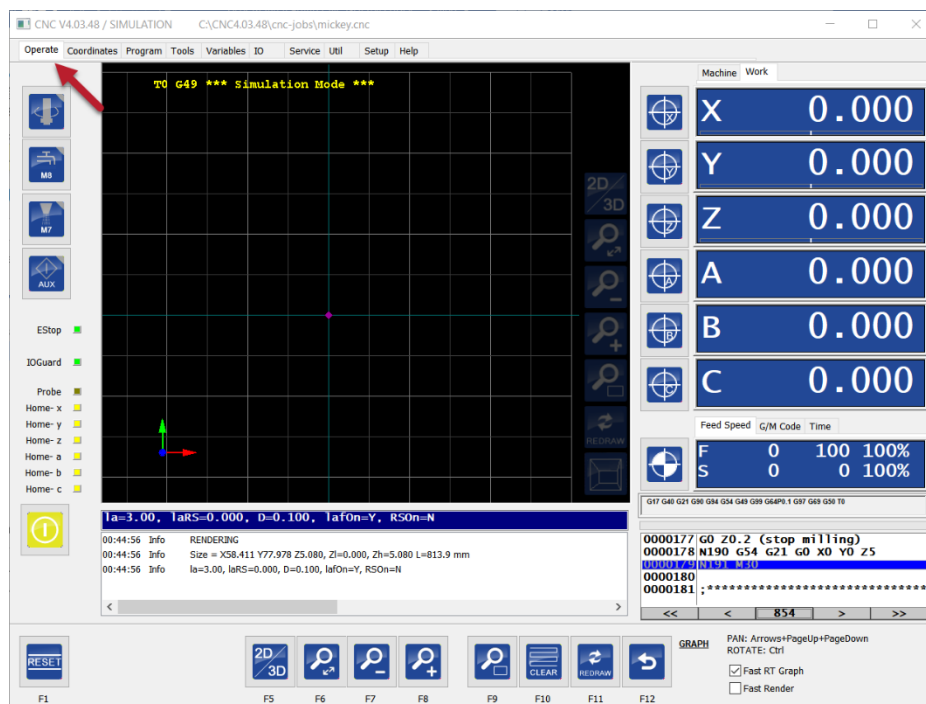 CNC V4.03.48 / SIMULATION C:\CNC4.03.48\cnc-jobs\mickey.cnc
Operate Coordinates Program Tools Variables IO Service Util Setup Help
T0 G49 *** Simulation Mode ***
Machine Work
X 0.000
Y 0.000
Z 0.000
A 0.000
B 0.000
C 0.000
M8
M7
AUX
2D/3D
REDRAW
EStop
IOGuard
Probe
Home- x
Home- y
Home- z
Home- a
Home- b
Home- c
Feed Speed G/M Code Time
F 0 100 100%
S 0 0 100%
G17 G40 G21 G90 G94 G54 G49 G99 G64P0.1 G97 G69 G50 T0
la=3.00, laRS=0.000, D=0.100, lafOn=Y, RSOn=N
00:44:56 Info RENDERING
00:44:56 Info Size = X58.411 Y77.978 Z5.080, Zl=0.000, Zh=5.080 L=813.9 mm
00:44:56 Info la=3.00, laRS=0.000, D=0.100, lafOn=Y, RSOn=N
0000177 G0 Z0.2 (stop milling)
0000178 N190 G54 G21 G0 X0 Y0 Z5
0000179 N191 M30
0000180
0000181 ;******************************
<< < 854 > >>
RESET
2D/3D
CLEAR
REDRAW
GRAPH
PAN: Arrows+PageUp+PageDown
ROTATE: Ctrl
Fast RT Graph
Fast Render
F1 F5 F6 F7 F8 F9 F10 F11 F12